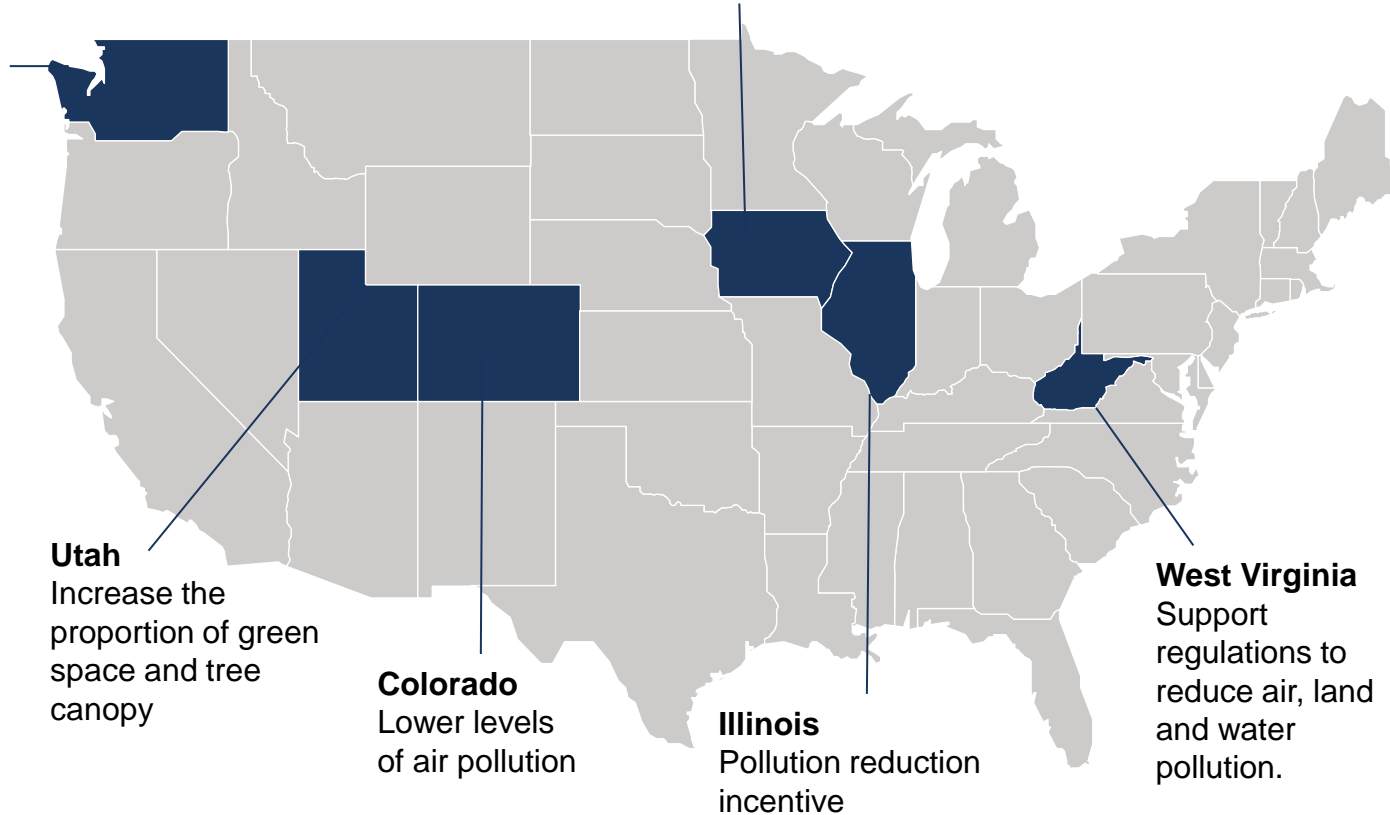 Utah
Increase the
proportion of green
space and tree
canopy
Colorado
Lower levels
of air pollution
Illinois
Pollution reduction
incentive
West Virginia
Support
regulations to
reduce air, land
and water
pollution.